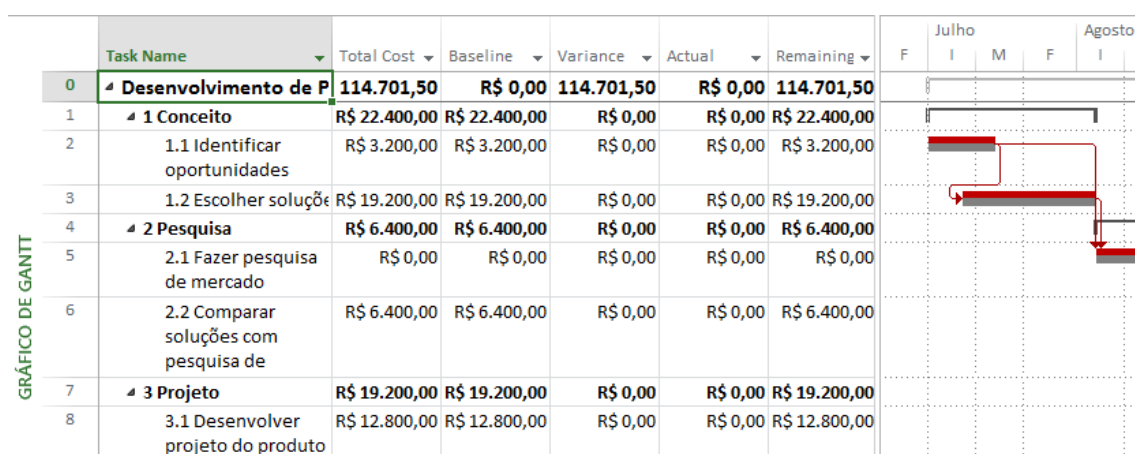 Julho Agosto
Task Name Total Cost Baseline Variance Actual Remaining F I M F I
0 Desenvolvimento de P 114.701,50 R$ 0,00 114.701,50 R$ 0,00 114.701,50
1 1 Conceito R$ 22.400,00 R$ 22.400,00 R$ 0,00 R$ 0,00 R$ 22.400,00
2 1.1 Identificar R$ 3.200,00 R$ 3.200,00 R$ 0,00 R$ 0,00 R$ 3.200,00
oportunidades
3 1.2 Escolher soluçõe R$ 19.200,00 R$ 19.200,00 R$ 0,00 R$ 0,00 R$ 19.200,00
4 2 Pesquisa R$ 6.400,00 R$ 6.400,00 R$ 0,00 R$ 0,00 R$ 6.400,00
5 2.1 Fazer pesquisa R$ 0,00 R$ 0,00 R$ 0,00 R$ 0,00 R$ 0,00
de mercado
6 2.2 Comparar R$ 6.400,00 R$ 6.400,00 R$ 0,00 R$ 0,00 R$ 6.400,00
soluções com
pesquisa de
7 3 Projeto R$ 19.200,00 R$ 19.200,00 R$ 0,00 R$ 0,00 R$ 19.200,00
8 3.1 Desenvolver R$ 12.800,00 R$ 12.800,00 R$ 0,00 R$ 0,00 R$ 12.800,00
projeto do produto
GRÁFICO DE GANTT